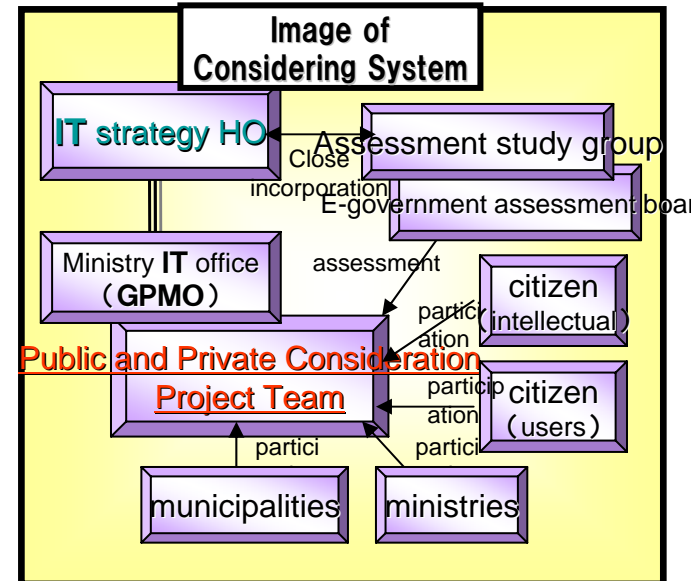 Image of
Considering System
IT strategy HO
Assessment study group
Close
incorporation
E-government assessment boar
Ministry IT office
（GPMO）
assessment
citizen
（intellectual）
partici
ation
Public and Private Consideration
Project Team
particip
ation
citizen
（users）
partici
partici
municipalities
ministries